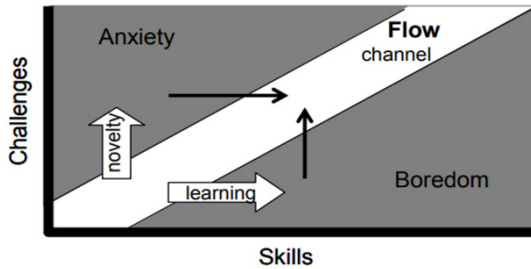 Anxiety
Flow
channel
Challenges
novelty
learning
Boredom
Skills